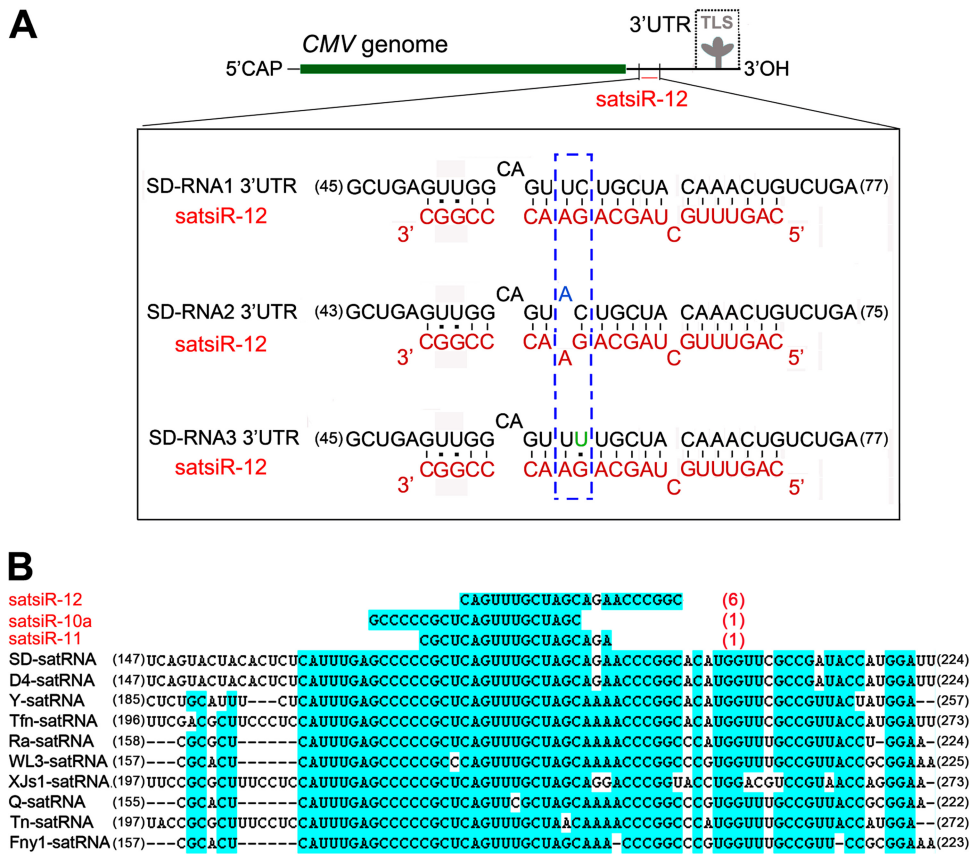 A
CMV genome
3'UTR TLS
5'CAP
3'OH
satsiR-12
CA
SD-RNA1 3'UTR (45) GCUGAGUUGG GU UC UGCUA CAAACUGUCUGA (77)
satsiR-12 CGGCC CA AG ACGAU GUUUGAC
3' C 5'
CA A
SD-RNA2 3'UTR (43) GCUGAGUUGG GU C UGCUA CAAACUGUCUGA (75)
satsiR-12 CGGCC CA G ACGAU GUUUGAC
3' A C 5'
CA
SD-RNA3 3'UTR (45) GCUGAGUUGG GU UU UGCUA CAAACUGUCUGA (77)
satsiR-12 CGGCC CA AG ACGAU GUUUGAC
3' C 5'
B
satsiR-12 CAGUUUGCUAGCAGAACCCGGC (6)
satsiR-10a GCCCCCGCUCAGUUUGCUAGC (1)
satsiR-11 CGCUCAGUUUGCUAGCAGA (1)
SD-satRNA (147) UCAGUACUACACUCUCAUUUGAGCCCCCGCUCAGUUUGCUAGCAGAACCCGGCACAUGGUUCGCCGAUACCAUGGAUU (224)
D4-satRNA (147) UCAGUACUACACUCUCAUUUGAGCCCCCGCUCAGUUUGCUAGCAGAACCCGGCACAUGGUUCGCCGAUACCAUGGAUU (224)
Y-satRNA (185) CUCUGCAUUU---CUCAUUUGAGCCCCCGCUCAGUUUGCUAGCAAAACCCGGCACAUGGUUCGCCGUUACUAUGGA-- (257)
Tfn-satRNA (196) UUCGACGCUUCCCUCCAUUUGAGCCCCCGCUCAGUUUGCUAGCAAAACCCGGCACAUGGUUCGCCGUUACCAUGGAUU (273)
Ra-satRNA (158) ---CGCGCU------CAUUUGAGCCCCCGCUCAGUUUGCUAGCAAAACCCGGCCCAUGGUUUGCCGUUACCU-GGAA- (224)
WL3-satRNA (157) ---CGCACU------CAUUUGAGCCCCCGCCCAGUUUGCUAGCAAAACCCGGCCCGUGGUUUGCCGUUACCGCGGAAA (225)
XJs1-satRNA (197) UUCCGCGCUUUCCUCCAUUUGAGCCCCCGCUCAGUUUGCUAGCAGGACCCGGUACCUGGACGUCCGUAACCAGGGAA- (273)
Q-satRNA (155) ---CGCACU------CAUUUGAGCCCCCGCUCAGUUCGCUAGCAAAACCCGGCCCGUGGUUUGCCGUUACCGCGGAA- (222)
Tn-satRNA (197) UACCGCGCUUUCCUCCAUUUGAGCCCCCGCUCAGUUUGCUAACAAAACCCGGCCCGUGGUUUGCCGUUACCAUGGA-- (272)
Fny1-satRNA (157) ---CGCACU------CAUUUGAGCCCCCGCUCAGUUUGCUAGCAAAA-CCGGCCCGUGGUUUGCCGUU-CCGCGGAAA (223)